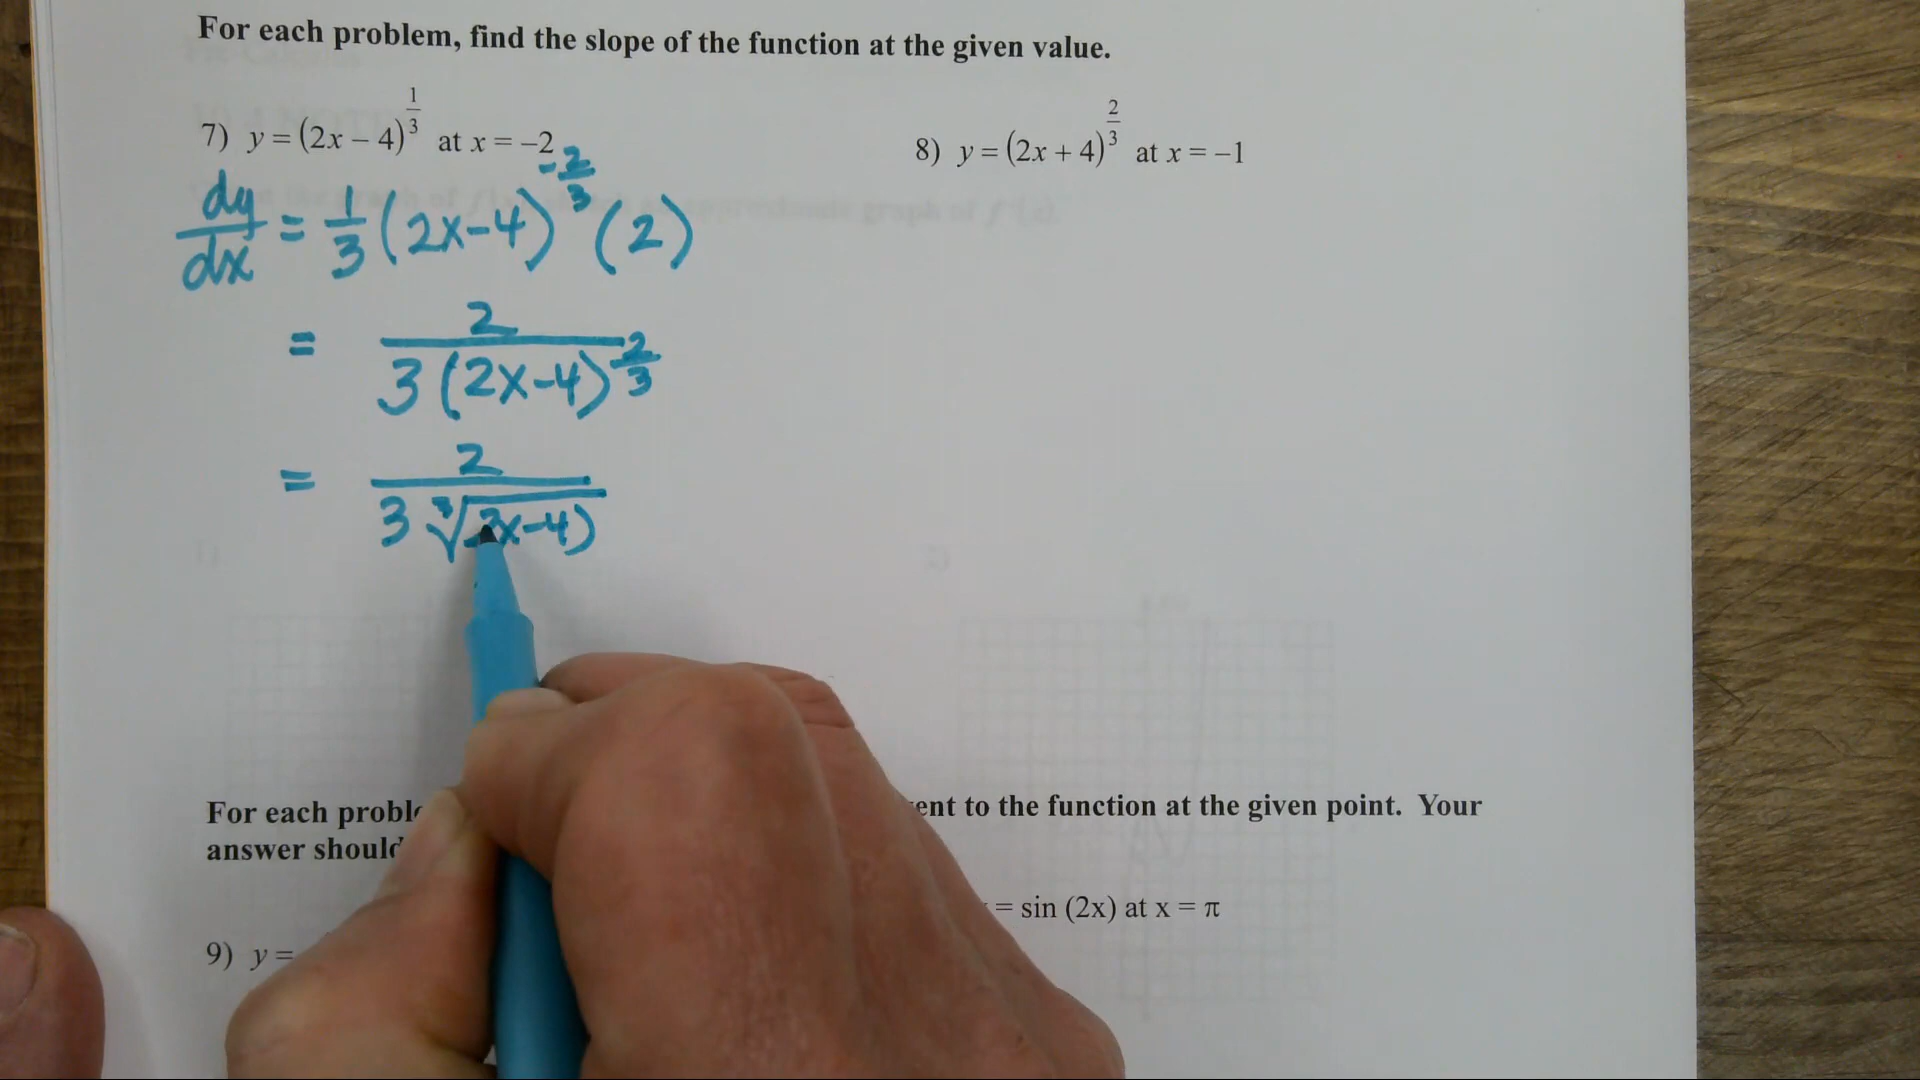 For each problem, find the slope of the function at the given value.
7) y = (2x − 4)^(1/3) at x = −2
8) y = (2x + 4)^(2/3) at x = −1
dy/dx = 1/3 (2x-4)^(-2/3) (2)
= 2 / 3 (2x-4)^(2/3)
= 2 / 3 ∛(2x-4)
For each
ent to the function at the given point. Your
answer should
= sin (2x) at x = π
9) y =